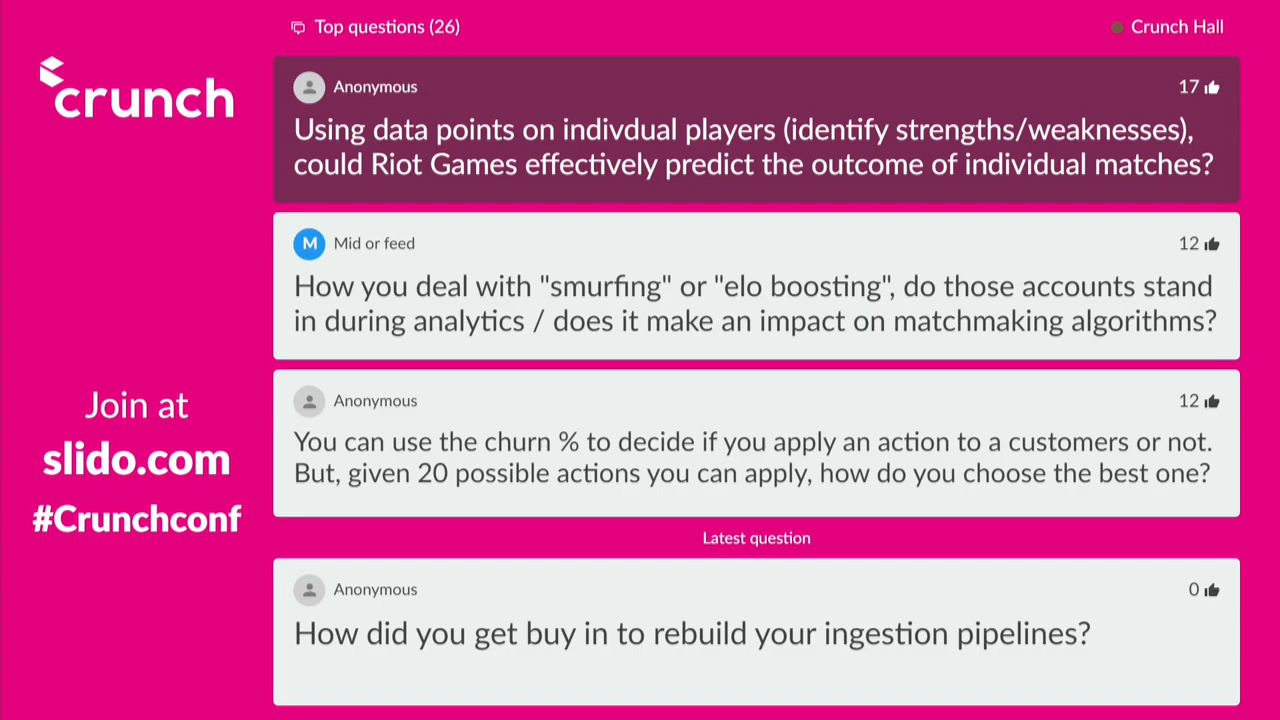 Top questions (26)
Crunch Hall
crunch
Anonymous
17
Using data points on indivdual players (identify strengths/weaknesses),
could Riot Games effectively predict the outcome of individual matches?
M
Mid or feed
12
How you deal with "smurfing" or "elo boosting", do those accounts stand
in during analytics / does it make an impact on matchmaking algorithms?
Anonymous
12
You can use the churn % to decide if you apply an action to a customers or not.
But, given 20 possible actions you can apply, how do you choose the best one?
Join at
slido.com
#Crunchconf
Latest question
Anonymous
0
How did you get buy in to rebuild your ingestion pipelines?